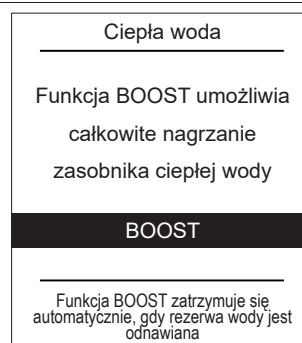 Ciepła woda
Funkcja BOOST umożliwia
całkowite nagrzanie
zasobnika ciepłej wody
BOOST
Funkcja BOOST zatrzymuje się
automatycznie, gdy rezerwa wody jest
odnawiana